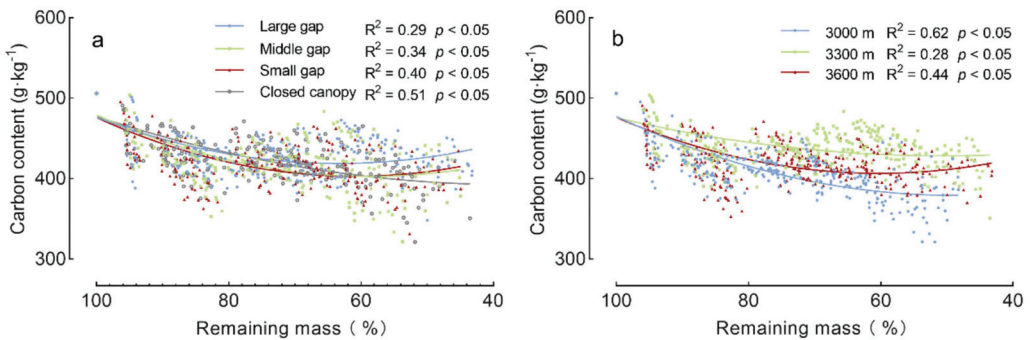 a
Large gap R² = 0.29 p < 0.05
Middle gap R² = 0.34 p < 0.05
Small gap R² = 0.40 p < 0.05
Closed canopy R² = 0.51 p < 0.05
Carbon content (g·kg⁻¹)
600
500
400
300
100 80 60 40
Remaining mass ( %)
b
3000 m R² = 0.62 p < 0.05
3300 m R² = 0.28 p < 0.05
3600 m R² = 0.44 p < 0.05
Carbon content (g·kg⁻¹)
600
500
400
300
100 80 60 40
Remaining mass ( %)